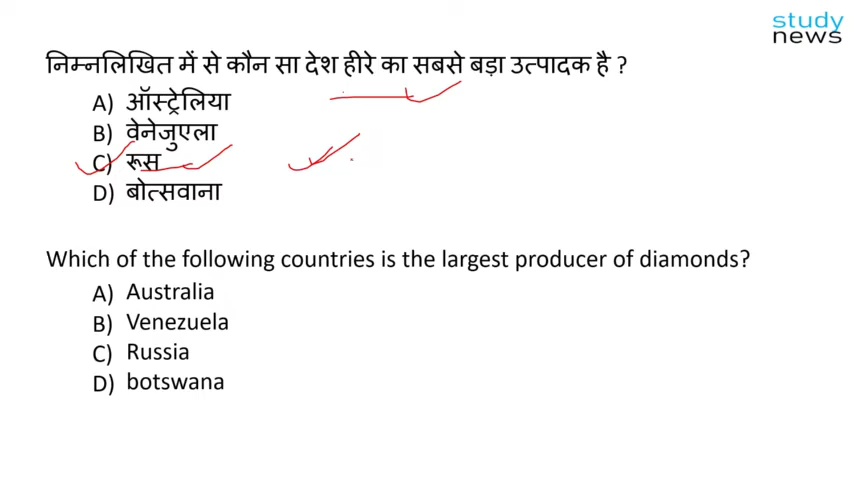 study
news
निम्नलिखित में से कौन सा देश हीरे का सबसे बड़ा उत्पादक है ?
A) ऑस्ट्रेलिया
B) वेनेजुएला
C) रूस
D) बोत्सवाना
Which of the following countries is the largest producer of diamonds?
A) Australia
B) Venezuela
C) Russia
D) botswana